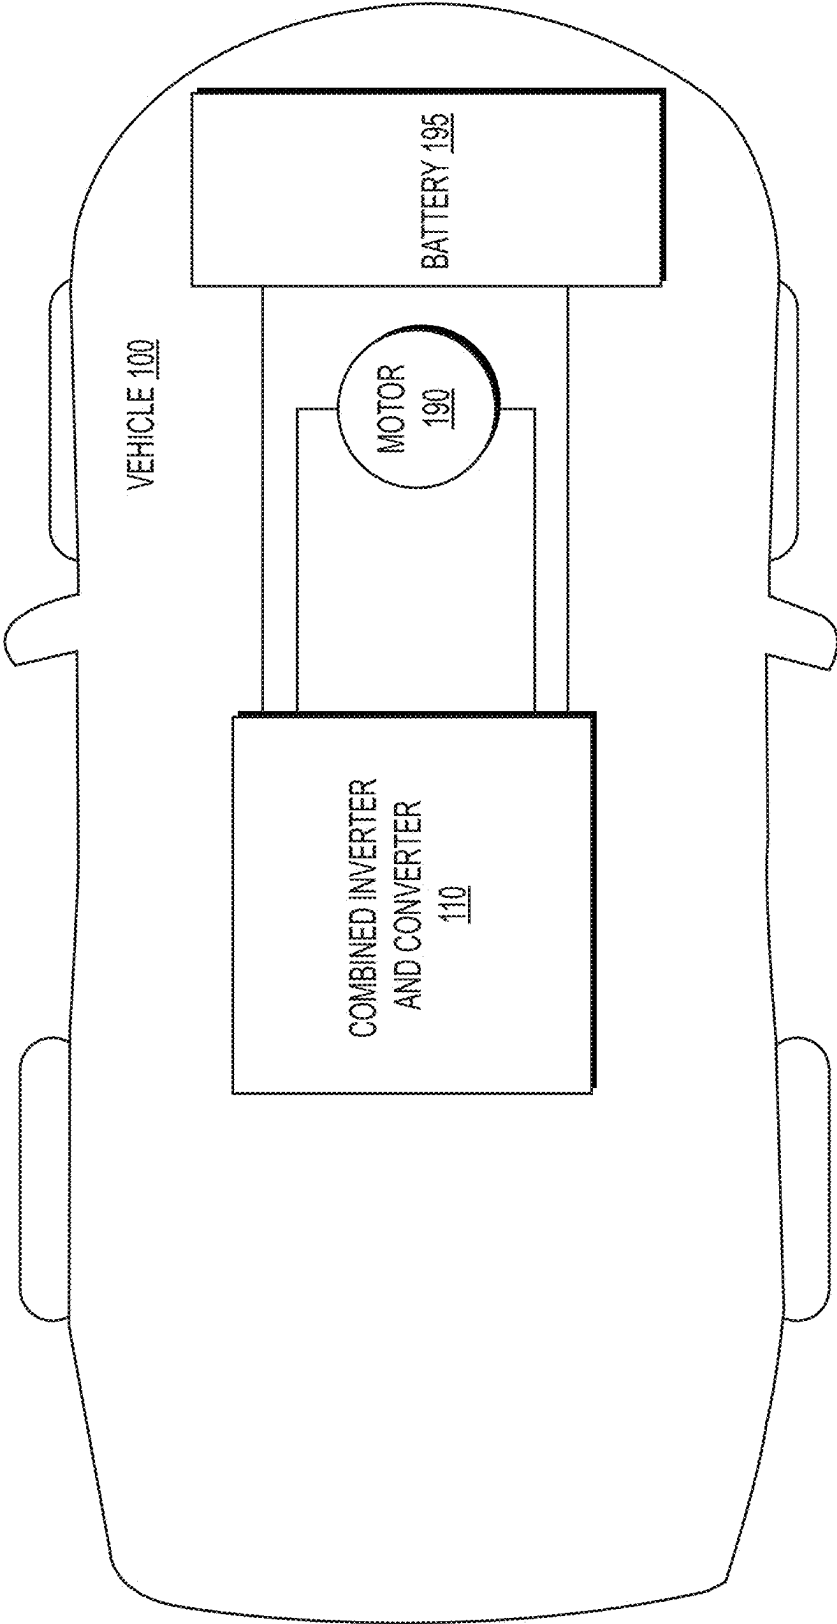 VEHICLE 100
BATTERY 195
MOTOR
190
COMBINED INVERTER
AND CONVERTER
110